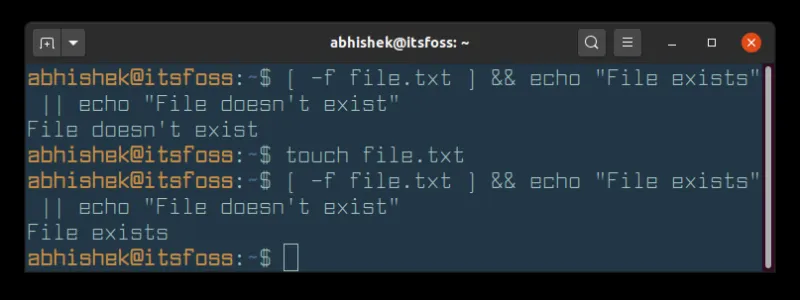 abhishek@itsfoss: ~
abhishek@itsfoss:~$ [ -f file.txt ] && echo "File exists"
 || echo "File doesn't exist"
File doesn't exist
abhishek@itsfoss:~$ touch file.txt
abhishek@itsfoss:~$ [ -f file.txt ] && echo "File exists"
 || echo "File doesn't exist"
File exists
abhishek@itsfoss:~$